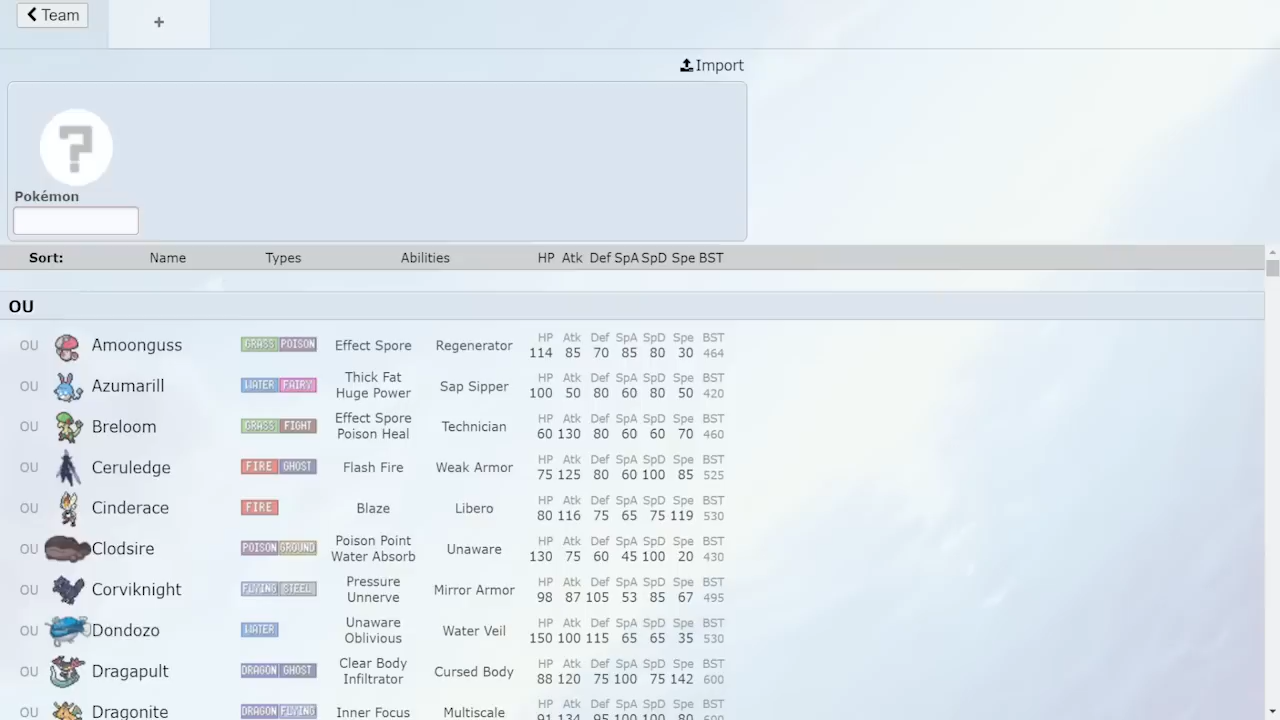 Team
+
Import
?
Pokémon
Sort: Name Types Abilities HP Atk Def SpA SpD Spe BST
OU
OU Amoonguss GRASS POISON Effect Spore Regenerator HP 114 Atk 85 Def 70 SpA 85 SpD 80 Spe 30 BST 464
OU Azumarill WATER FAIRY Thick Fat Huge Power Sap Sipper HP 100 Atk 50 Def 80 SpA 60 SpD 80 Spe 50 BST 420
OU Breloom GRASS FIGHT Effect Spore Poison Heal Technician HP 60 Atk 130 Def 80 SpA 60 SpD 60 Spe 70 BST 460
OU Ceruledge FIRE GHOST Flash Fire Weak Armor HP 75 Atk 125 Def 80 SpA 60 SpD 100 Spe 85 BST 525
OU Cinderace FIRE Blaze Libero HP 80 Atk 116 Def 75 SpA 65 SpD 75 Spe 119 BST 530
OU Clodsire POISON GROUND Poison Point Water Absorb Unaware HP 130 Atk 75 Def 60 SpA 45 SpD 100 Spe 20 BST 430
OU Corviknight FLYING STEEL Pressure Unnerve Mirror Armor HP 98 Atk 87 Def 105 SpA 53 SpD 85 Spe 67 BST 495
OU Dondozo WATER Unaware Oblivious Water Veil HP 150 Atk 100 Def 115 SpA 65 SpD 65 Spe 35 BST 530
OU Dragapult DRAGON GHOST Clear Body Infiltrator Cursed Body HP 88 Atk 120 Def 75 SpA 100 SpD 75 Spe 142 BST 600
OU Dragonite DRAGON FLYING Inner Focus Multiscale HP 91 Atk 134 Def 95 SpA 100 SpD 100 Spe 80 BST 600